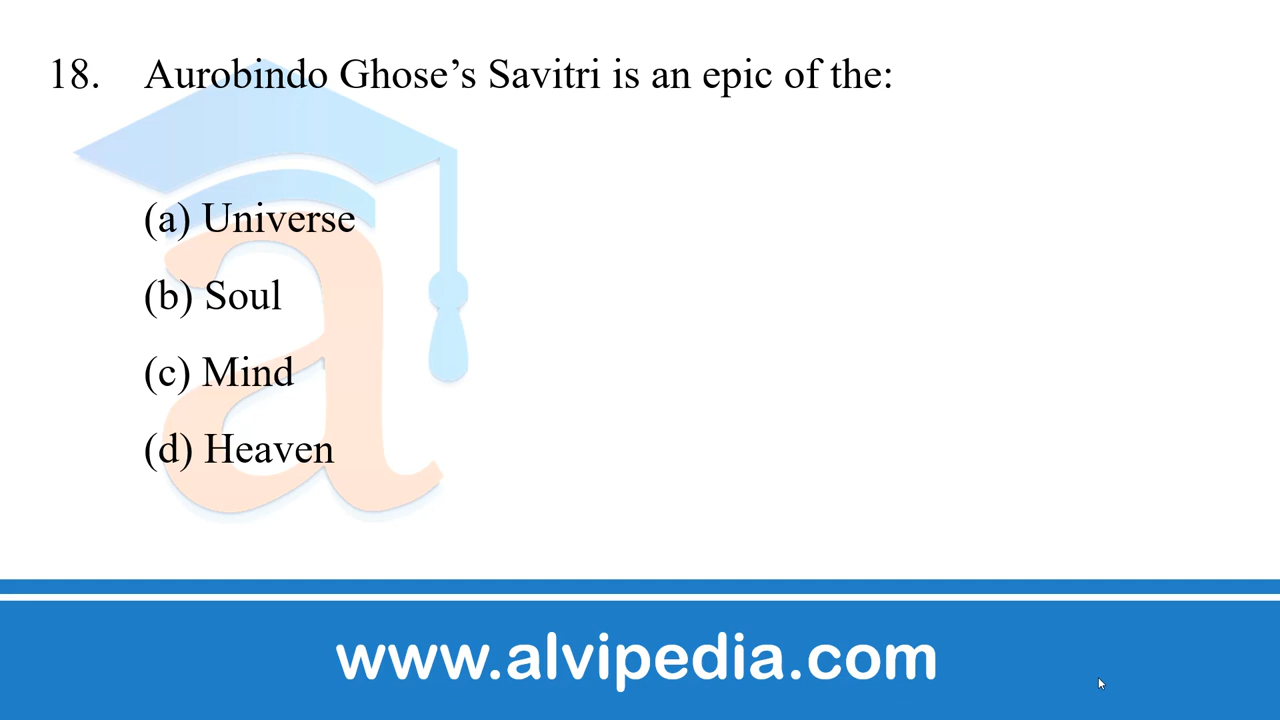 18. Aurobindo Ghose’s Savitri is an epic of the:
(a) Universe
(b) Soul
(c) Mind
(d) Heaven
www.alvipedia.com